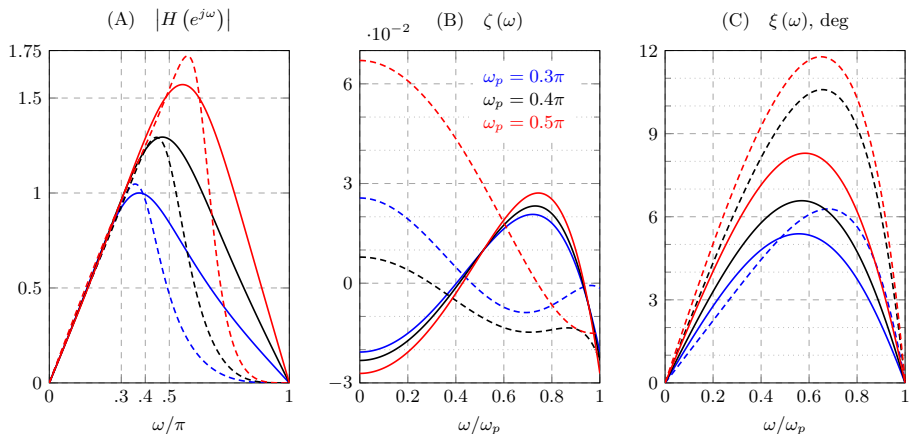 (A) |H(e^{jω})|
1.75
1.5
1
0.5
0
0 .3 .4 .5 1
ω/π
(B) ζ(ω)
·10^{−2}
6
3
0
−3
0 0.2 0.4 0.6 0.8 1
ω/ω_p
ω_p = 0.3π
ω_p = 0.4π
ω_p = 0.5π
(C) ξ(ω), deg
12
9
6
3
0
0 0.2 0.4 0.6 0.8 1
ω/ω_p